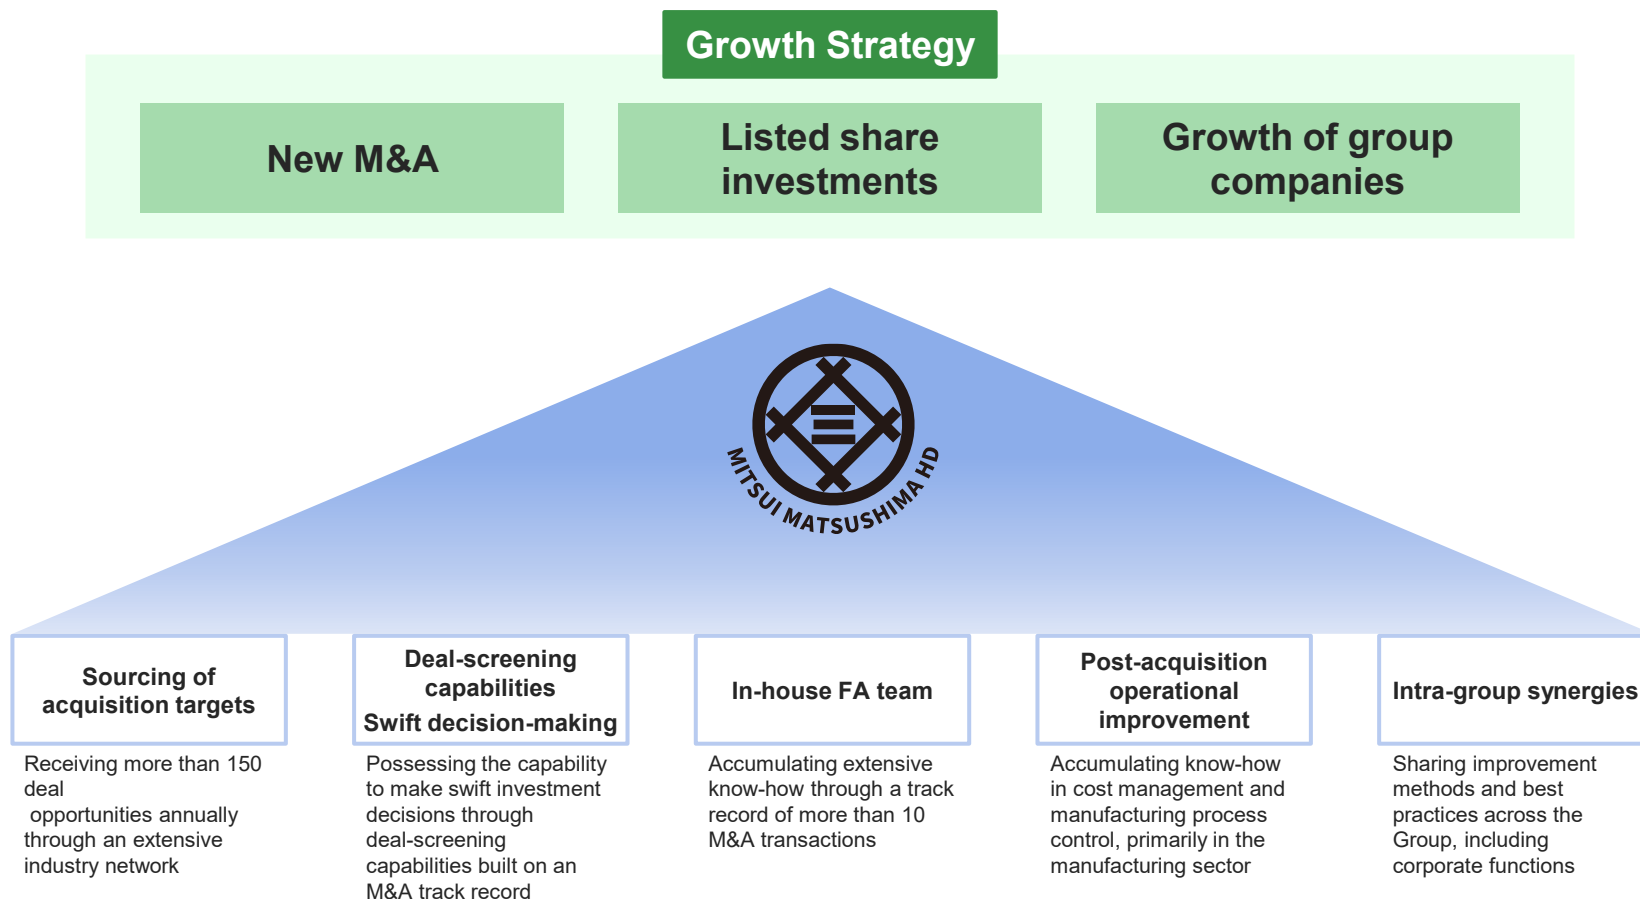 Growth Strategy
New M&A
Listed share
investments
Growth of group
companies
MITSUI MATSUSHIMA HD
Sourcing of
acquisition targets
Receiving more than 150
deal
opportunities annually
through an extensive
industry network
Deal-screening
capabilities
Swift decision-making
Possessing the capability
to make swift investment
decisions through
deal-screening
capabilities built on an
M&A track record
In-house FA team
Accumulating extensive
know-how through a track
record of more than 10
M&A transactions
Post-acquisition
operational
improvement
Accumulating know-how
in cost management and
manufacturing process
control, primarily in the
manufacturing sector
Intra-group synergies
Sharing improvement
methods and best
practices across the
Group, including
corporate functions